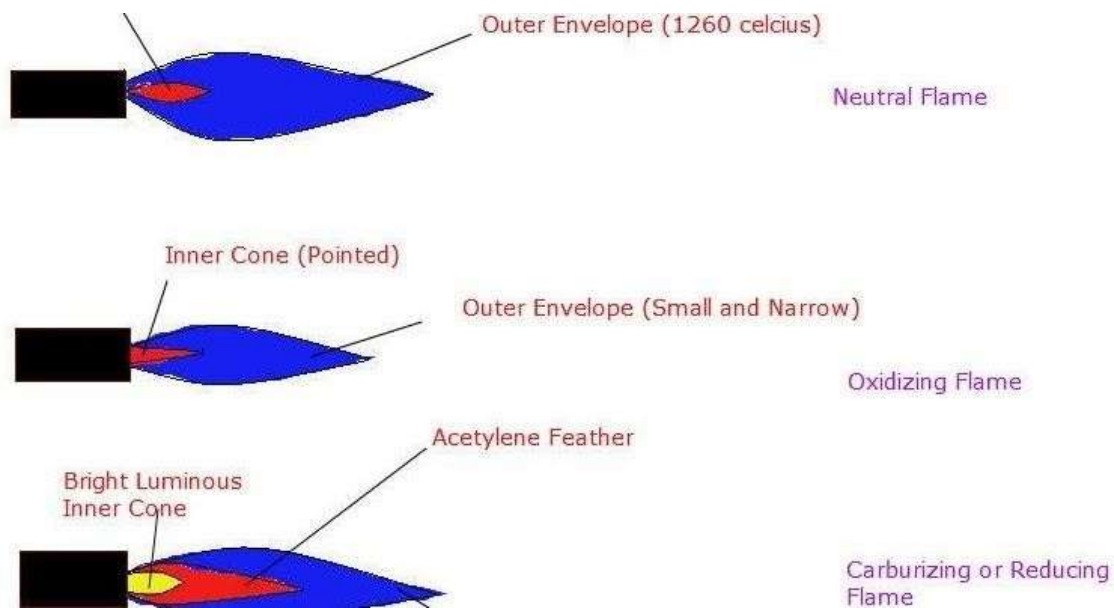 Outer Envelope (1260 celcius)
Neutral Flame
Inner Cone (Pointed)
Outer Envelope (Small and Narrow)
Oxidizing Flame
Acetylene Feather
Bright Luminous
Inner Cone
Carburizing or Reducing
Flame